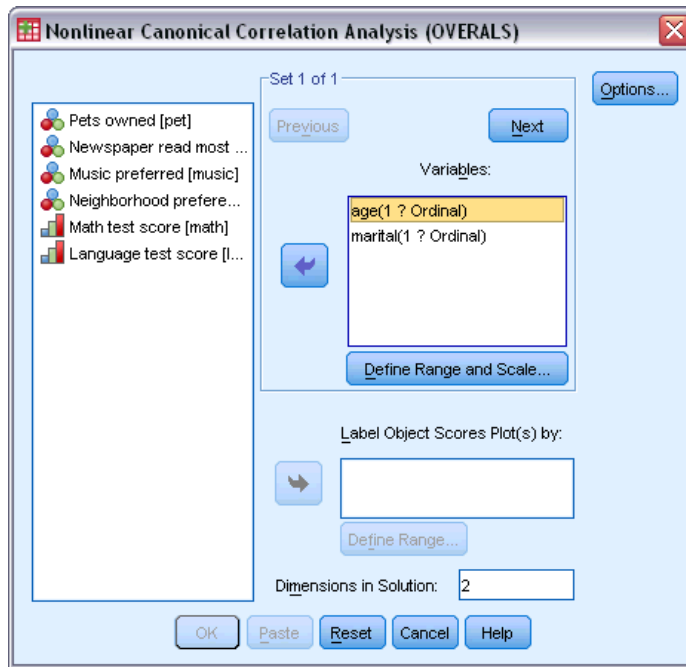 Nonlinear Canonical Correlation Analysis (OVERALS)
Set 1 of 1
Options...
Pets owned [pet]
Newspaper read most ...
Music preferred [music]
Neighborhood prefere...
Math test score [math]
Language test score [l...
Previous
Next
Variables:
age(1 ? Ordinal)
marital(1 ? Ordinal)
Define Range and Scale...
Label Object Scores Plot(s) by:
Define Range...
Dimensions in Solution:
2
OK
Paste
Reset
Cancel
Help